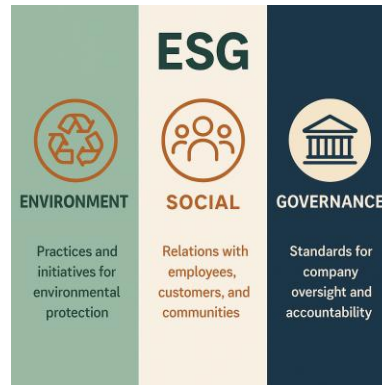 ESG
ENVIRONMENT
Practices and
initiatives for
environmental
protection
SOCIAL
Relations with
employees,
customers, and
communities
GOVERNANCE
Standards for
company
oversight and
accountability